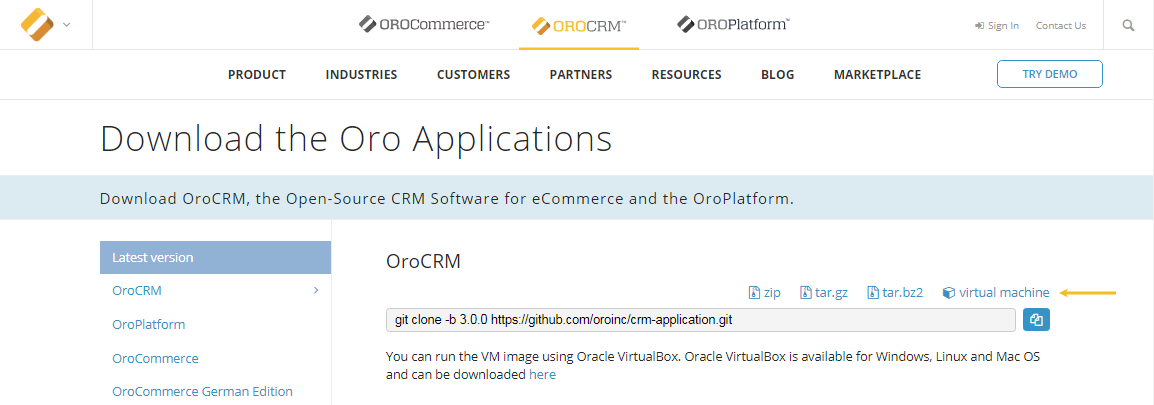 OROCommerce™ OROCRM™ OROPlatform™ Sign In Contact Us
PRODUCT INDUSTRIES CUSTOMERS PARTNERS RESOURCES BLOG MARKETPLACE TRY DEMO
Download the Oro Applications
Download OroCRM, the Open-Source CRM Software for eCommerce and the OroPlatform.
Latest version
OroCRM
OroPlatform
OroCommerce
OroCommerce German Edition
OroCRM
zip tar.gz tar.bz2 virtual machine
git clone -b 3.0.0 https://github.com/oroinc/crm-application.git
You can run the VM image using Oracle VirtualBox. Oracle VirtualBox is available for Windows, Linux and Mac OS
and can be downloaded here